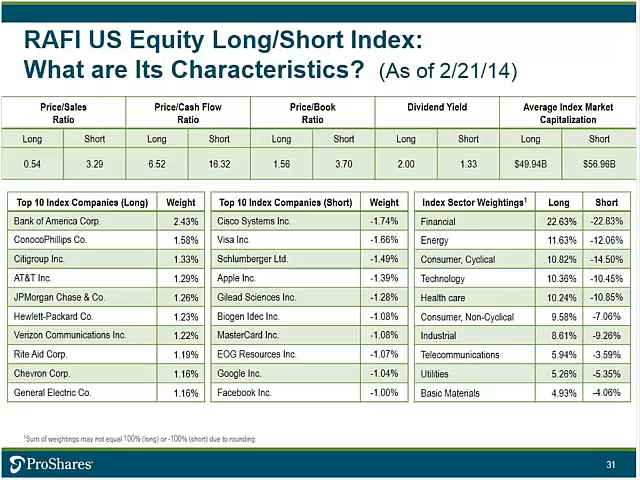 RAFI US Equity Long/Short Index:
What are Its Characteristics? (As of 2/21/14)
Price/Sales Ratio Price/Cash Flow Ratio Price/Book Ratio Dividend Yield Average Index Market Capitalization
Long Short Long Short Long Short Long Short Long Short
0.54 3.29 6.52 16.32 1.56 3.70 2.00 1.33 $49.94B $56.96B
Top 10 Index Companies (Long) Weight
Bank of America Corp. 2.43%
ConocoPhillips Co. 1.58%
Citigroup Inc. 1.33%
AT&T Inc. 1.29%
JPMorgan Chase & Co. 1.26%
Hewlett-Packard Co. 1.23%
Verizon Communications Inc. 1.22%
Rite Aid Corp. 1.19%
Chevron Corp. 1.16%
General Electric Co. 1.16%
Top 10 Index Companies (Short) Weight
Cisco Systems Inc. -1.74%
Visa Inc. -1.66%
Schlumberger Ltd. -1.49%
Apple Inc. -1.39%
Gilead Sciences Inc. -1.28%
Biogen Idec Inc. -1.08%
MasterCard Inc. -1.08%
EOG Resources Inc. -1.07%
Google Inc. -1.04%
Facebook Inc. -1.00%
Index Sector Weightings¹ Long Short
Financial 22.63% -22.83%
Energy 11.63% -12.06%
Consumer, Cyclical 10.82% -14.50%
Technology 10.36% -10.45%
Health care 10.24% -10.85%
Consumer, Non-Cyclical 9.58% -7.06%
Industrial 8.61% -9.26%
Telecommunications 5.94% -3.59%
Utilities 5.26% -5.35%
Basic Materials 4.93% -4.06%
¹Sum of weightings may not equal 100% (long) or -100% (short) due to rounding
ProShares® 31